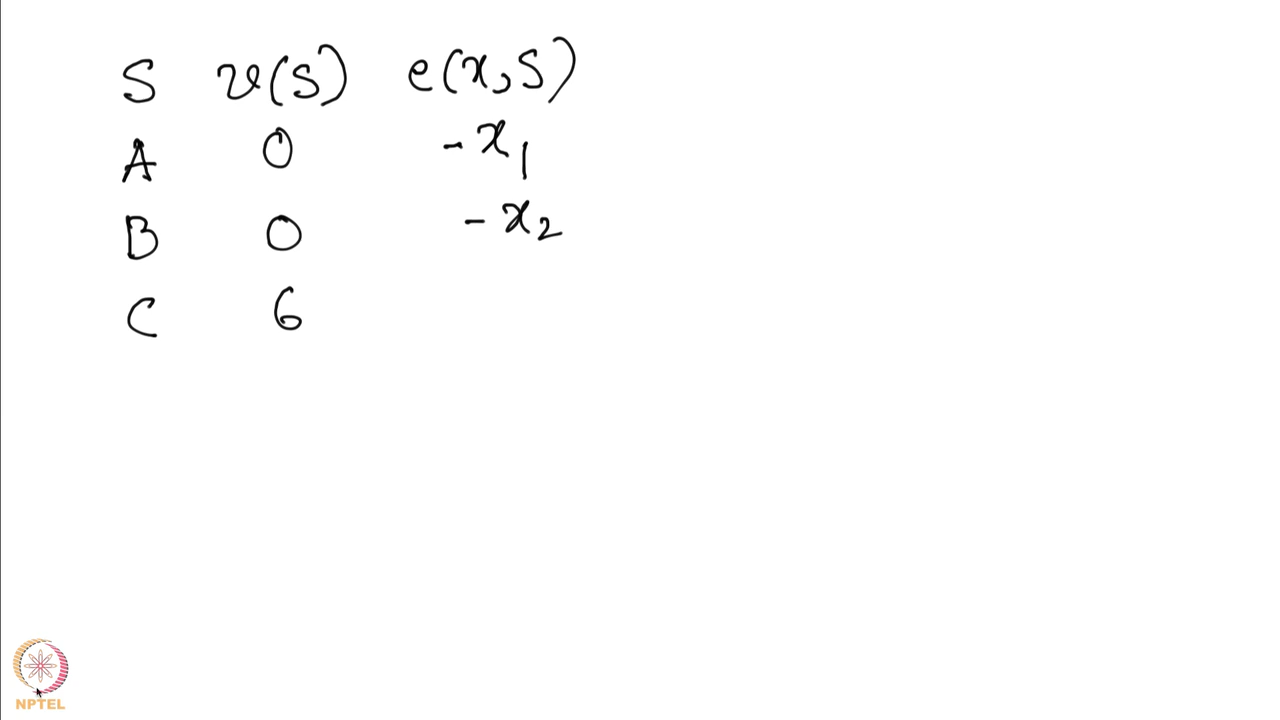 S v(S) e(x,S)
A 0 -x₁
B 0 -x₂
C 6
NPTEL